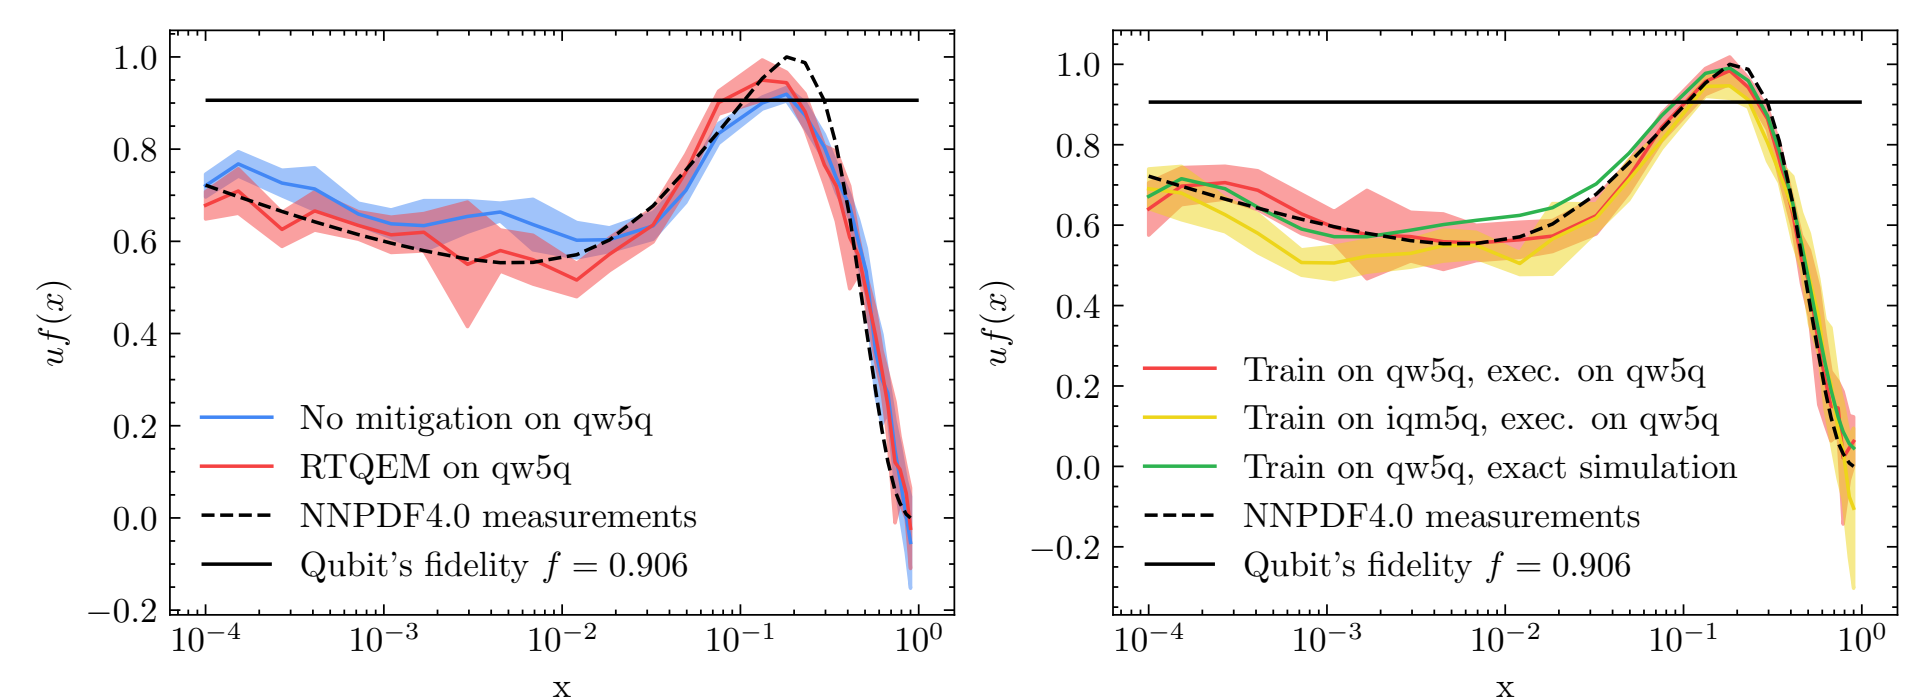 1.0
0.8
0.6
0.4
0.2
0.0
−0.2
uf(x)
No mitigation on qw5q
RTQEM on qw5q
NNPDF4.0 measurements
Qubit's fidelity f = 0.906
10⁻⁴ 10⁻³ 10⁻² 10⁻¹ 10⁰
x
1.0
0.8
0.6
0.4
0.2
0.0
−0.2
uf(x)
Train on qw5q, exec. on qw5q
Train on iqm5q, exec. on qw5q
Train on qw5q, exact simulation
NNPDF4.0 measurements
Qubit's fidelity f = 0.906
10⁻⁴ 10⁻³ 10⁻² 10⁻¹ 10⁰
x